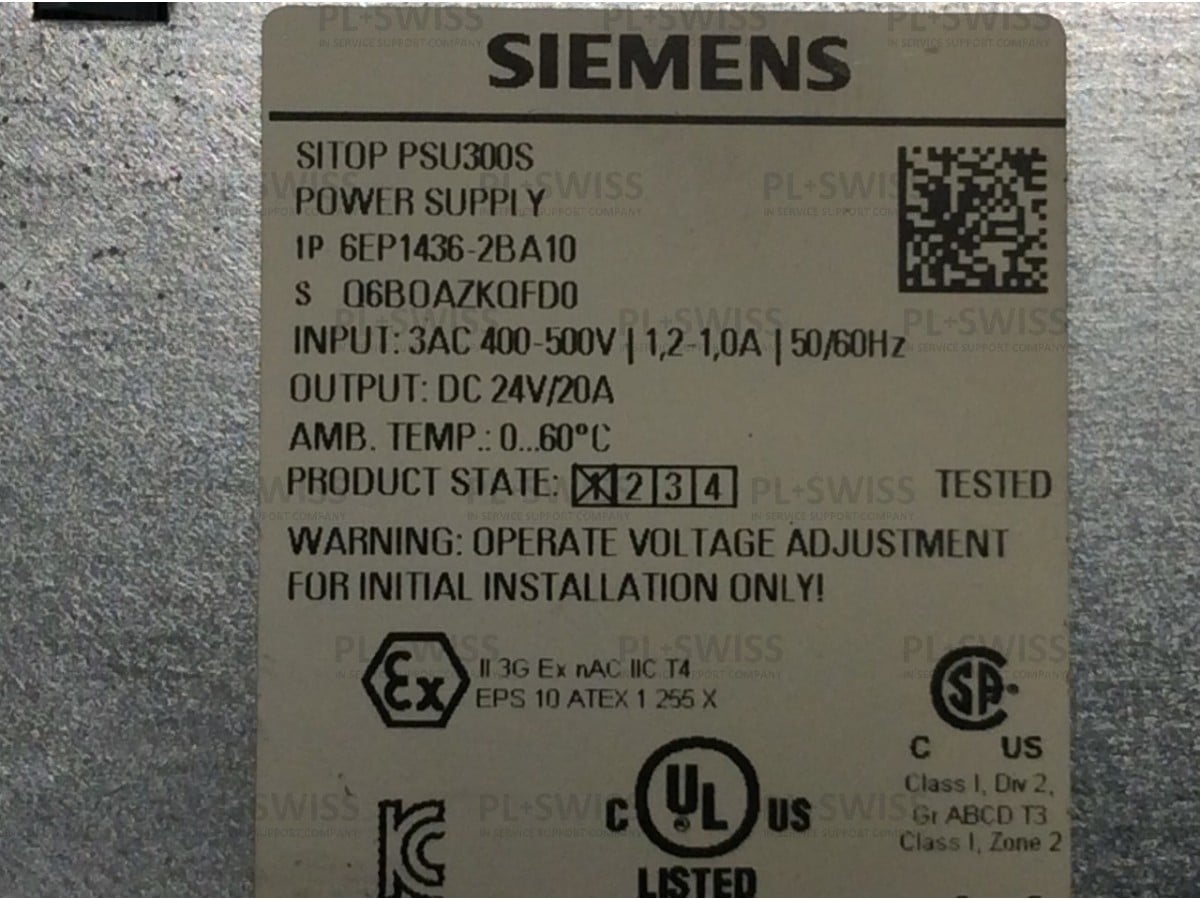 SIEMENS
SITOP PSU300S
POWER SUPPLY
1P 6EP1436-2BA10
S Q6BOAZKQFD0
INPUT: 3AC 400-500V | 1,2-1,0A | 50/60Hz
OUTPUT: DC 24V/20A
AMB. TEMP.: 0...60°C
PRODUCT STATE: X 2 3 4 TESTED
WARNING: OPERATE VOLTAGE ADJUSTMENT
FOR INITIAL INSTALLATION ONLY!
Ex II 3G Ex nAC IIC T4
EPS 10 ATEX 1 255 X
SA
C US
Class I, Div 2,
Gr ABCD T3
Class I, Zone 2
C UL US
LISTED
PL+SWISS
IN SERVICE SUPPORT COMPANY